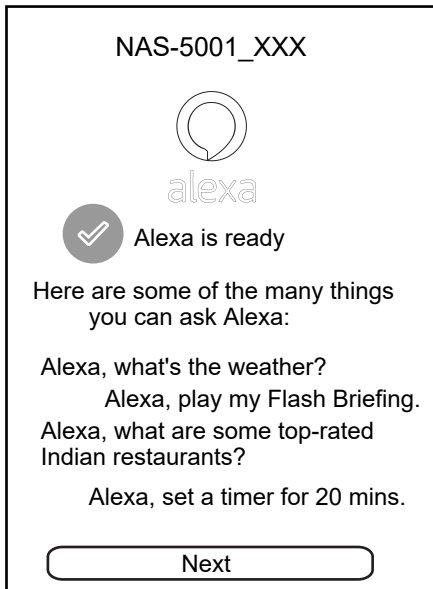 NAS-5001_XXX
alexa
Alexa is ready
Here are some of the many things
you can ask Alexa:
Alexa, what's the weather?
Alexa, play my Flash Briefing.
Alexa, what are some top-rated
Indian restaurants?
Alexa, set a timer for 20 mins.
Next